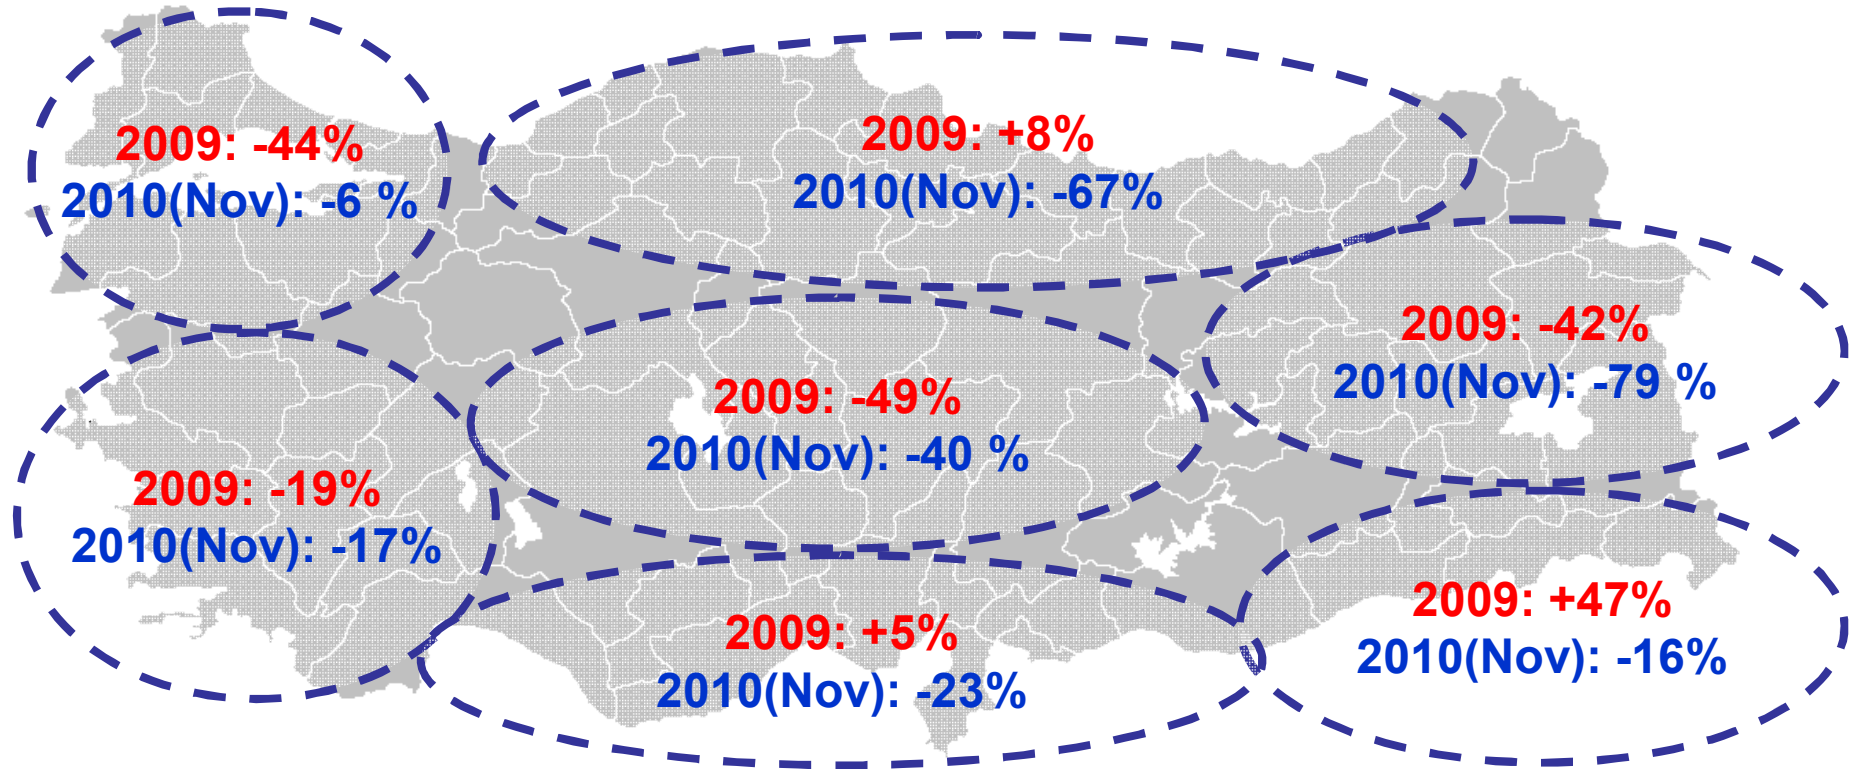 2009: -44%
2010(Nov): -6 %
2009: +8%
2010(Nov): -67%
2009: -42%
2010(Nov): -79 %
2009: -49%
2010(Nov): -40 %
2009: -19%
2010(Nov): -17%
2009: +5%
2010(Nov): -23%
2009: +47%
2010(Nov): -16%